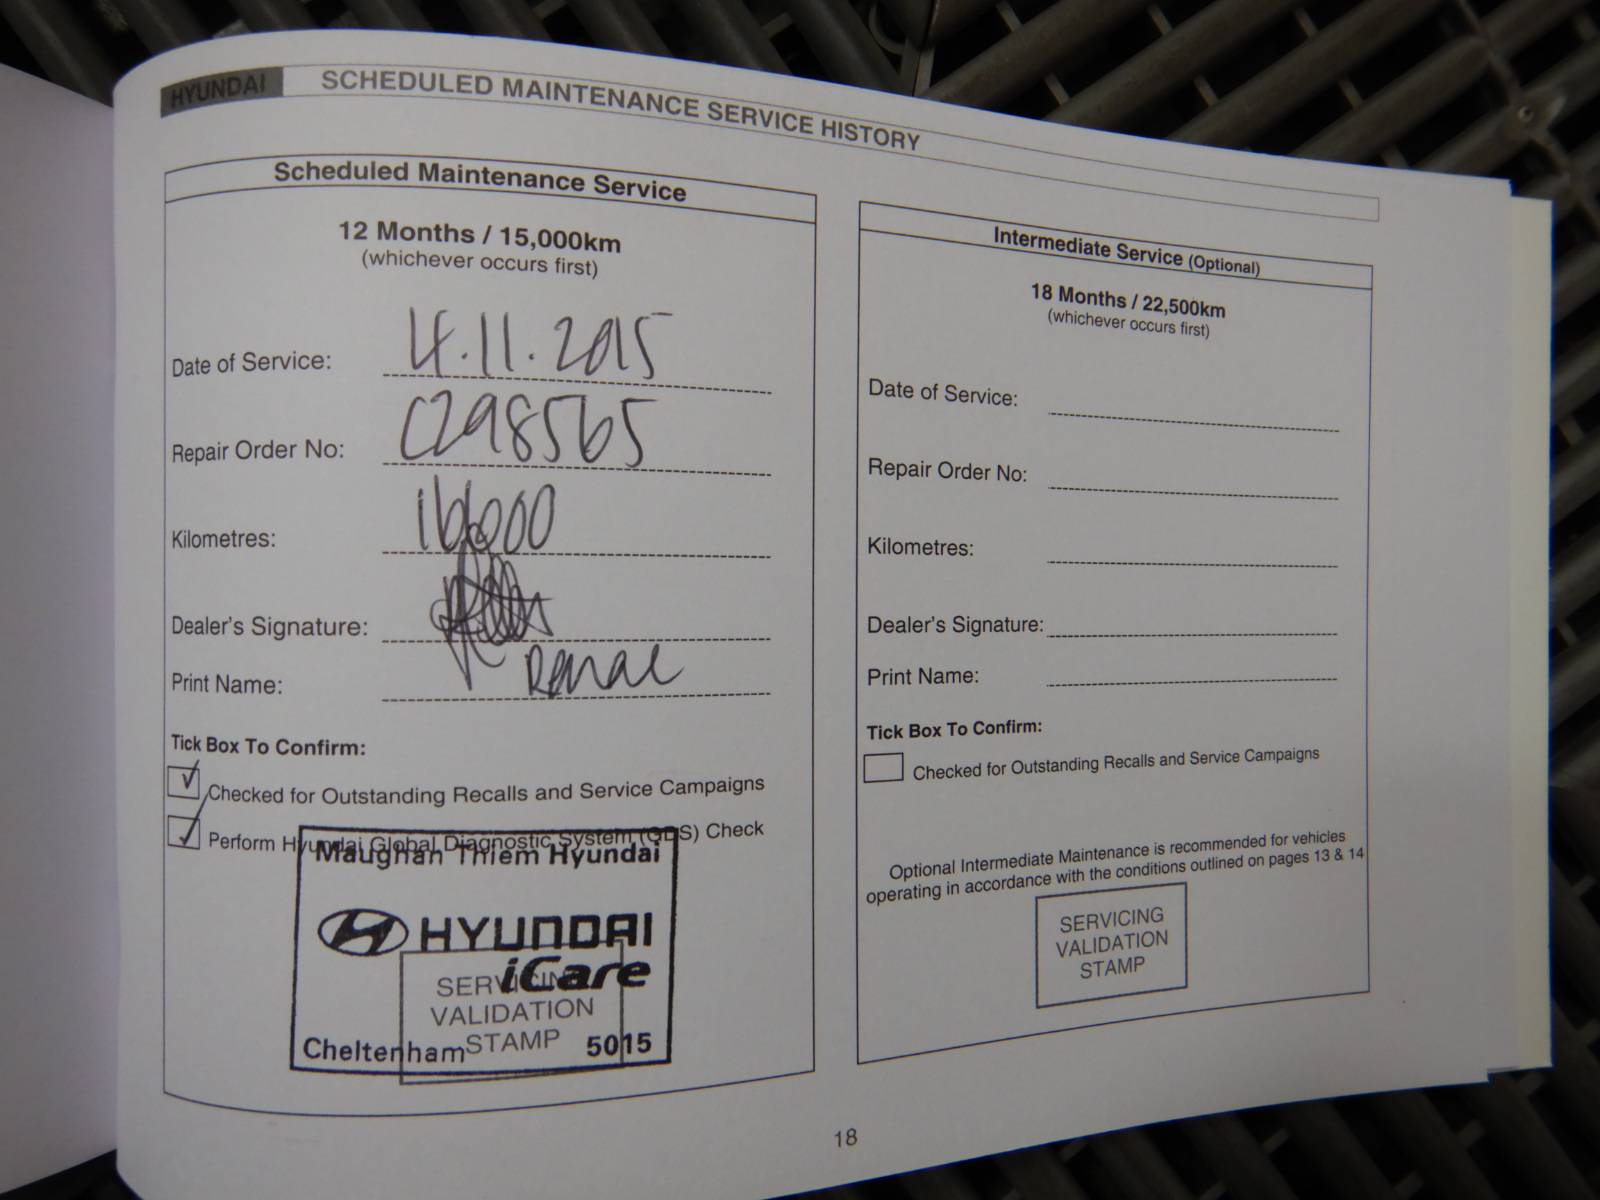 HYUNDAI SCHEDULED MAINTENANCE SERVICE HISTORY
Scheduled Maintenance Service
12 Months / 15,000km
(whichever occurs first)
Date of Service: 4.11.2015
Repair Order No: C298565
Kilometres: 16000
Dealer's Signature:
Print Name: Renae
Tick Box To Confirm:
Checked for Outstanding Recalls and Service Campaigns
Perform Hyundai Global Diagnostic System (GDS) Check
Maughan Thiem Hyundai
HYUNDAI
iCare
SERVICING
VALIDATION
STAMP
Cheltenham 5015
Intermediate Service (Optional)
18 Months / 22,500km
(whichever occurs first)
Date of Service:
Repair Order No:
Kilometres:
Dealer's Signature:
Print Name:
Tick Box To Confirm:
Checked for Outstanding Recalls and Service Campaigns
Optional Intermediate Maintenance is recommended for vehicles
operating in accordance with the conditions outlined on pages 13 & 14
SERVICING
VALIDATION
STAMP
18